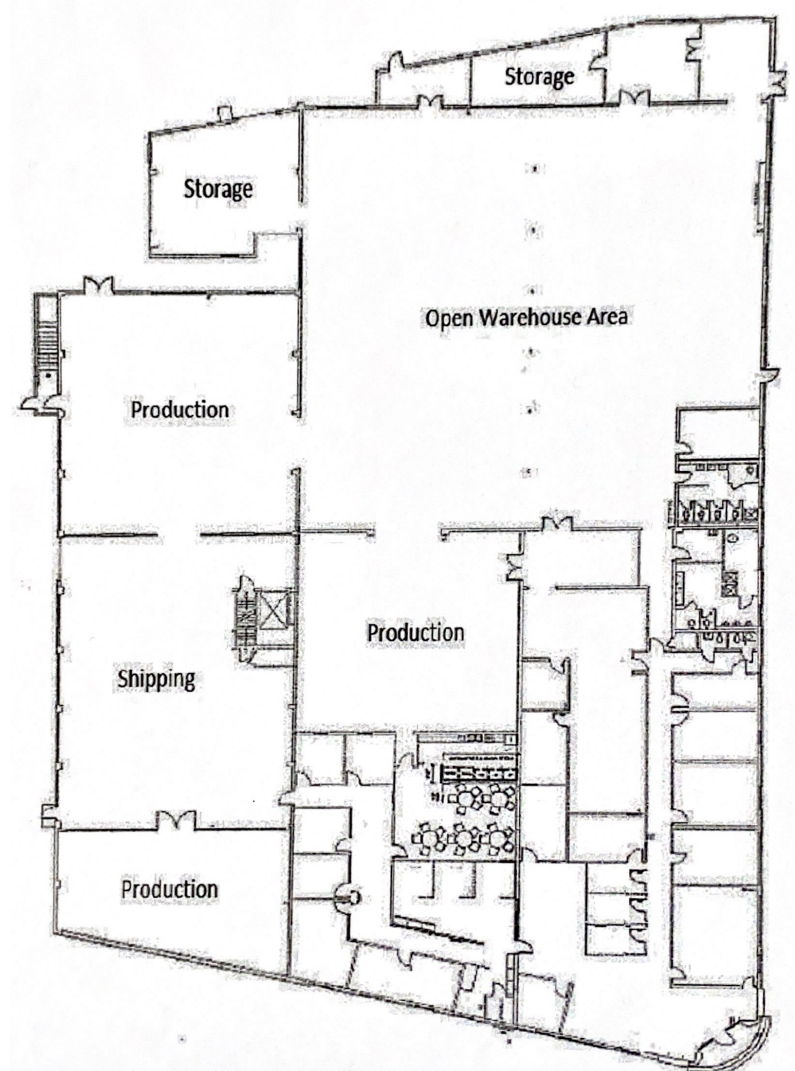 Storage
Storage
Open Warehouse Area
Production
Production
Shipping
Production